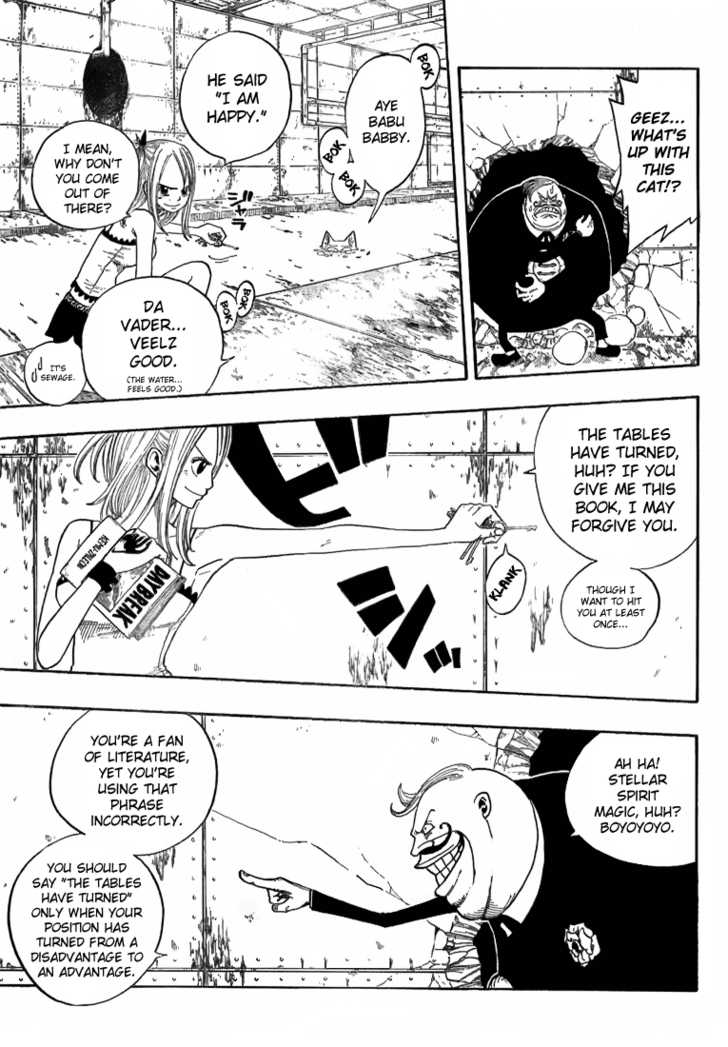 GEEZ...
WHAT'S
UP WITH
THIS
CAT!?
BOK
AYE
BABU
BABBY.
BOK
BOK
HE SAID
"I AM
HAPPY."
I MEAN,
WHY DON'T
YOU COME
OUT OF
THERE?
BOK
BOK
DA
VADER...
VEELZ
GOOD.
(THE WATER...
FEELS GOOD.)
IT'S
SEWAGE.
THE TABLES
HAVE TURNED,
HUH? IF YOU
GIVE ME THIS
BOOK, I MAY
FORGIVE YOU.
THOUGH I
WANT TO HIT
YOU AT LEAST
ONCE...
KLANK
KEMU·ZALEON
DAYBREAK
AH HA!
STELLAR
SPIRIT
MAGIC, HUH?
BOYOYOYO.
YOU'RE A FAN
OF LITERATURE,
YET YOU'RE
USING THAT
PHRASE
INCORRECTLY.
YOU SHOULD
SAY "THE TABLES
HAVE TURNED"
ONLY WHEN YOUR
POSITION HAS
TURNED FROM A
DISADVANTAGE TO
AN ADVANTAGE.